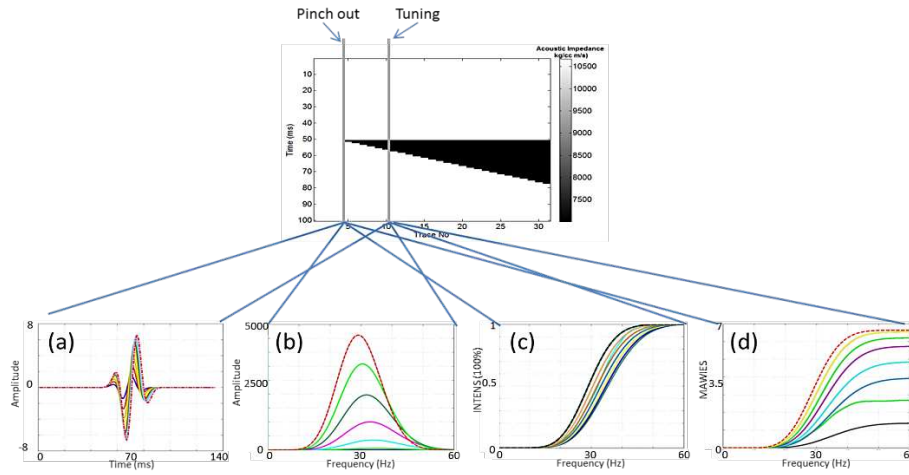 Pinch out
Tuning
Acoustic Impedance
kg/cc m/s)
10500
10000
9500
9000
8500
8000
7500
Time (ms)
10
20
30
40
50
60
70
80
90
100
5
10
15
20
25
30
Trace No
(a)
8
0
-8
Amplitude
0
70
140
Time (ms)
(b)
5000
2500
0
Amplitude
0
30
60
Frequency (Hz)
(c)
1
0.5
0
INTENS(100%)
0
30
60
Frequency (Hz)
(d)
7
3.5
0
MAWIES
0
30
60
Frequency (Hz)